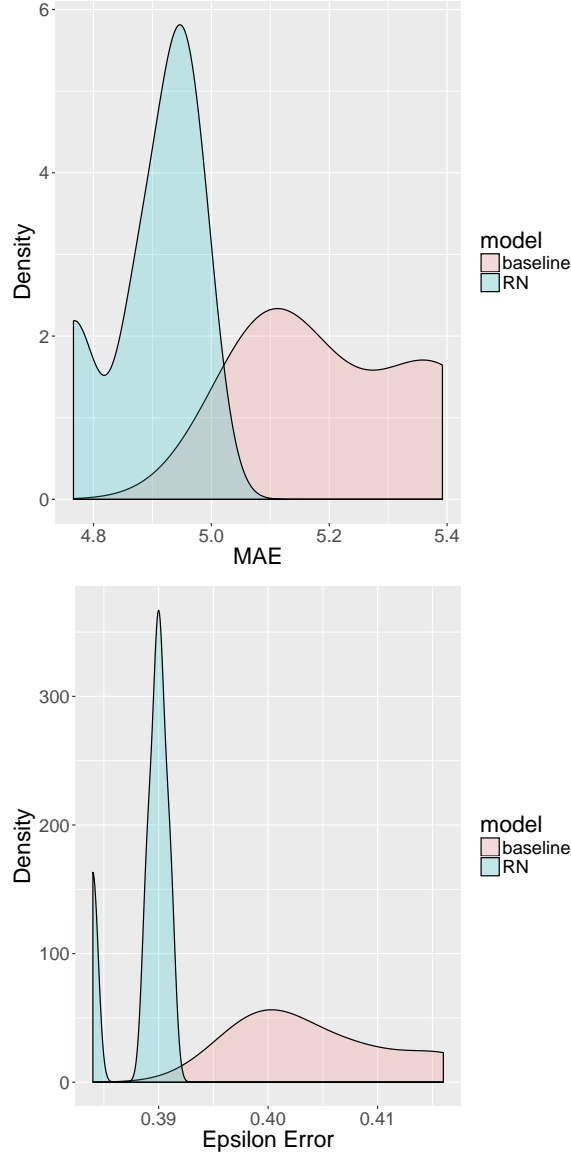 6
4
Density
2
0
4.8 5.0 5.2 5.4
MAE
model
baseline
RN
300
200
Density
100
0
0.39 0.40 0.41
Epsilon Error
model
baseline
RN